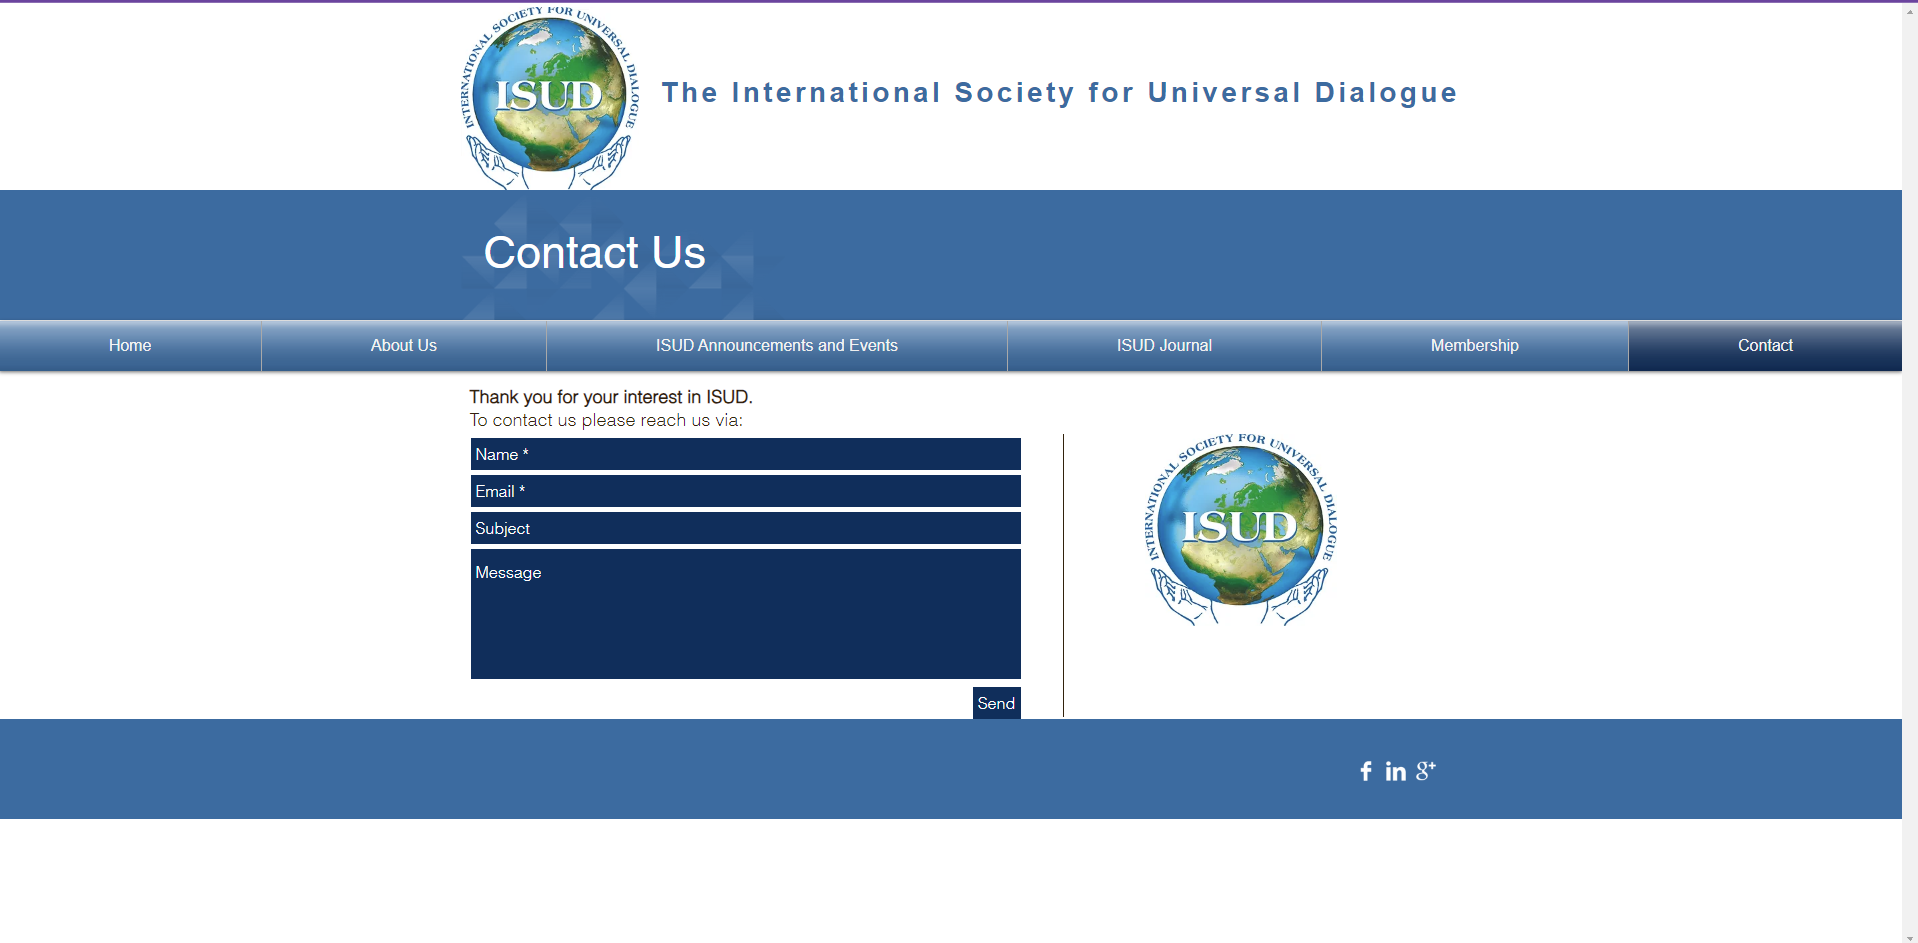 INTERNATIONAL SOCIETY FOR UNIVERSAL DIALOGUE
ISUD
The International Society for Universal Dialogue
Contact Us
Home
About Us
ISUD Announcements and Events
ISUD Journal
Membership
Contact
Thank you for your interest in ISUD.
To contact us please reach us via:
Name *
Email *
Subject
Message
Send
INTERNATIONAL SOCIETY FOR UNIVERSAL DIALOGUE
ISUD
f
in
g+